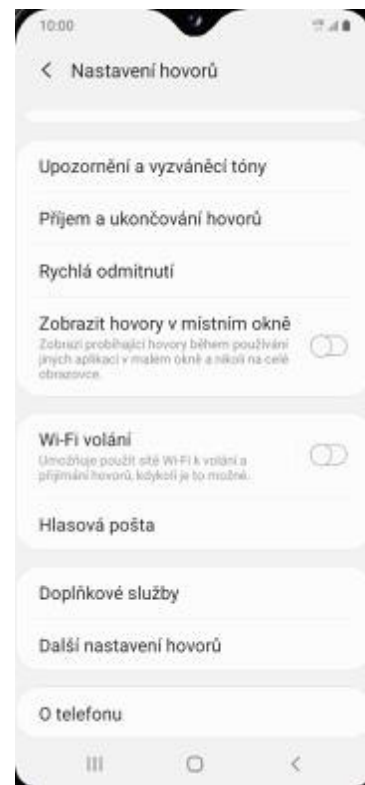 10:00
Nastavení hovorů
Upozornění a vyzváněcí tóny
Příjem a ukončování hovorů
Rychlá odmítnutí
Zobrazit hovory v místním okně
Zobrazí probíhající hovory během používání
jiných aplikací v malém okně a nikoli na celé
obrazovce.
Wi-Fi volání
Umožňuje použít sítě Wi-Fi k volání a
přijímání hovorů, kdykoli je to možné.
Hlasová pošta
Doplňkové služby
Další nastavení hovorů
O telefonu